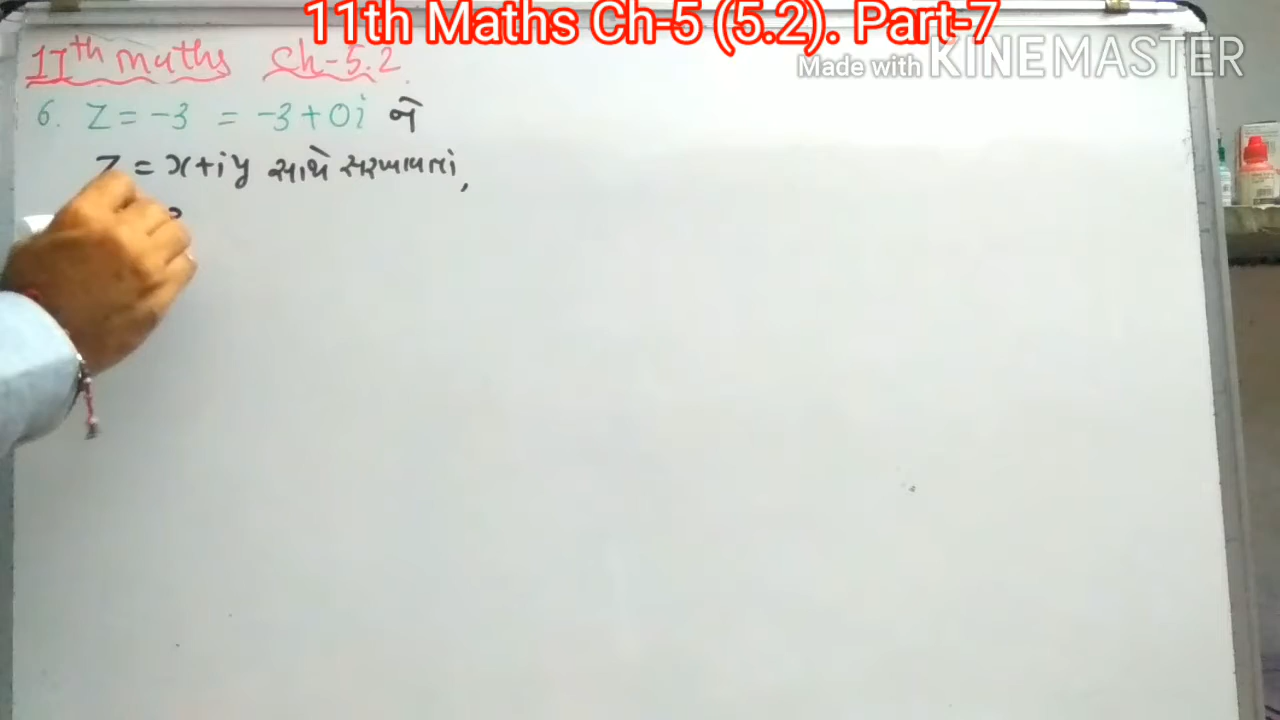 11th Maths Ch-5 (5.2). Part-7
Made with KINEMASTER
11th maths Ch-5.2.
6. Z = -3 = -3+0i ને
Z = x+iy સાથે સરખાવતાં,